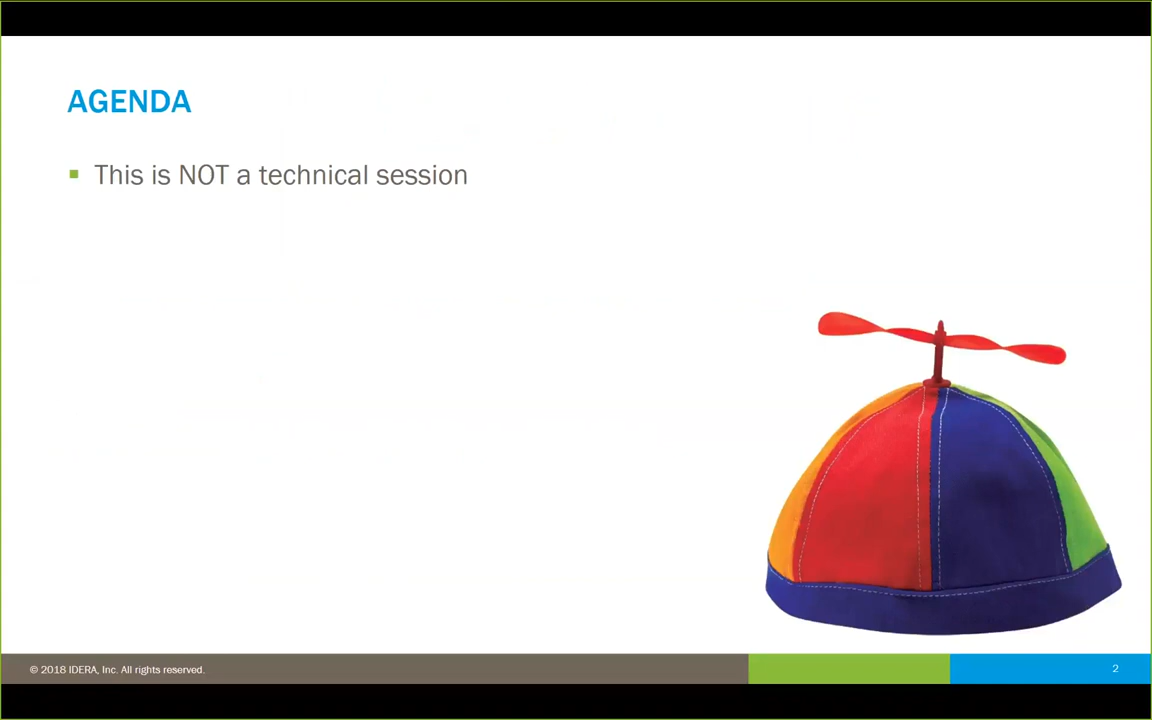 AGENDA
This is NOT a technical session
© 2018 IDERA, Inc. All rights reserved.
2